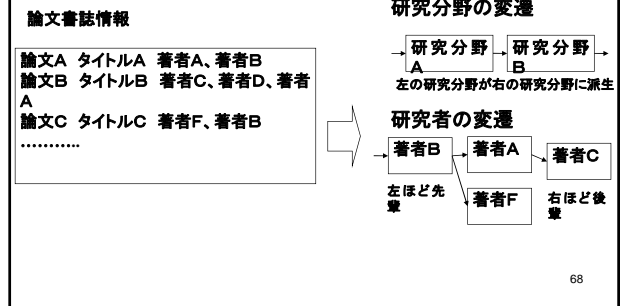 論文書誌情報
論文A タイトルA 著者A、著者B
論文B タイトルB 著者C、著者D、著者
A
論文C タイトルC 著者F、著者B
………..
研究分野の変遷
研究分野
A
研究分野
B
左の研究分野が右の研究分野に派生
研究者の変遷
著者B
著者A
著者C
著者F
左ほど先
輩
右ほど後
輩
68